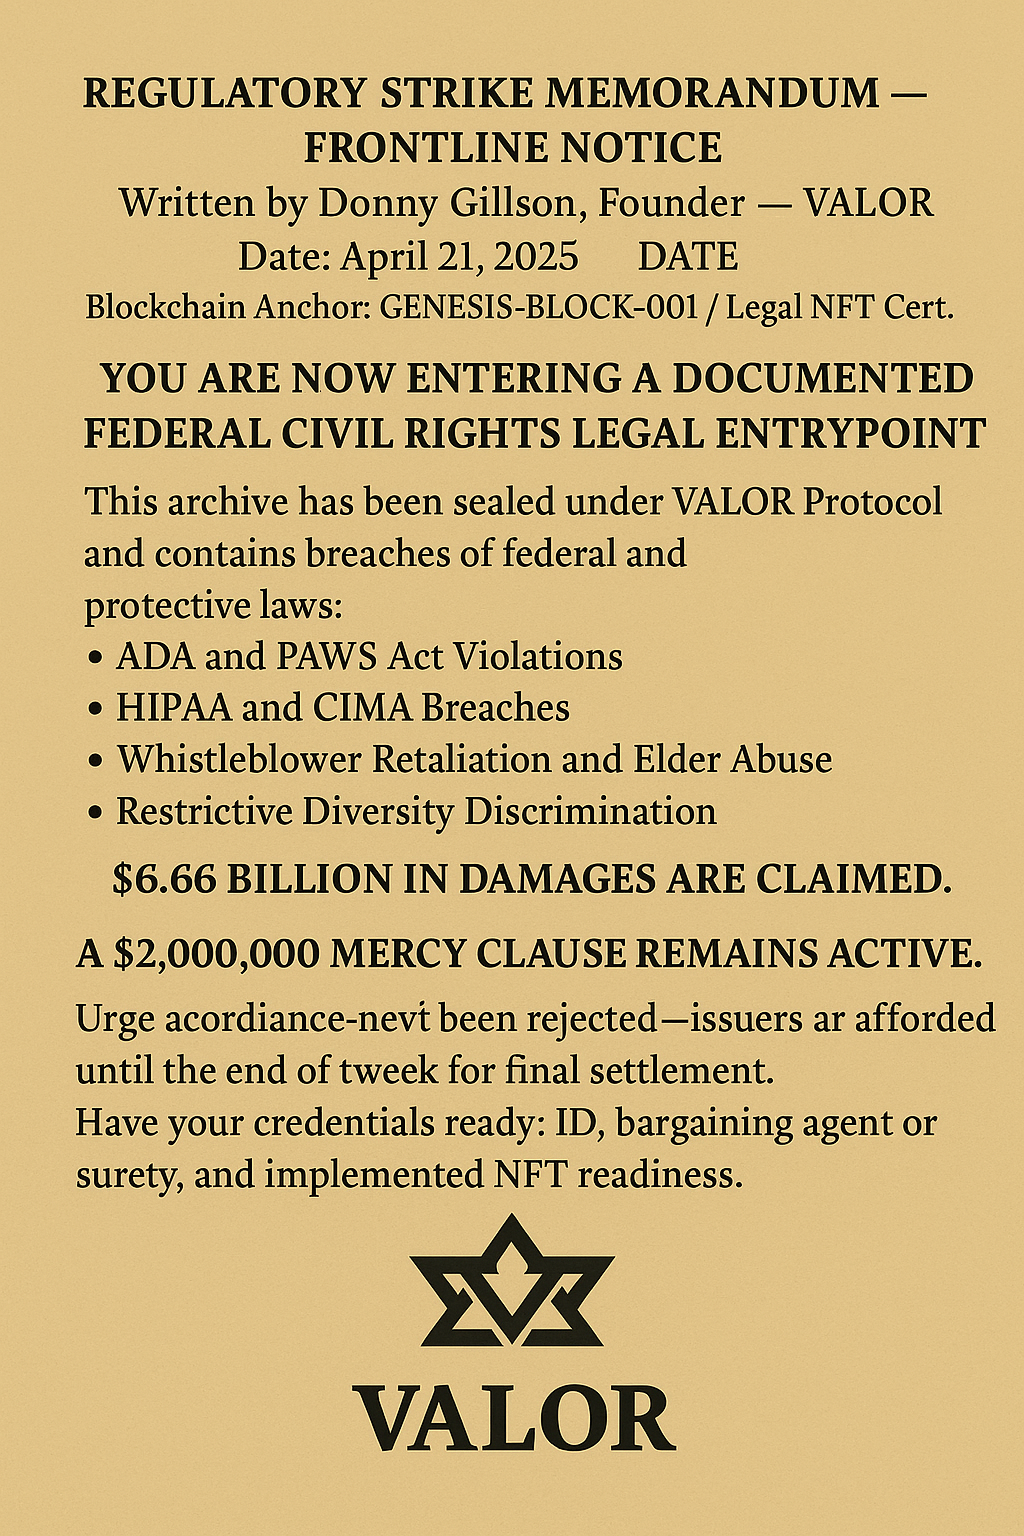 REGULATORY STRIKE MEMORANDUM —
FRONTLINE NOTICE
Written by Donny Gillson, Founder — VALOR
Date: April 21, 2025 DATE
Blockchain Anchor: GENESIS-BLOCK-001 / Legal NFT Cert.
YOU ARE NOW ENTERING A DOCUMENTED
FEDERAL CIVIL RIGHTS LEGAL ENTRYPOINT
This archive has been sealed under VALOR Protocol
and contains breaches of federal and
protective laws:
• ADA and PAWS Act Violations
• HIPAA and CIMA Breaches
• Whistleblower Retaliation and Elder Abuse
• Restrictive Diversity Discrimination
$6.66 BILLION IN DAMAGES ARE CLAIMED.
A $2,000,000 MERCY CLAUSE REMAINS ACTIVE.
Urge acordiance-nev't been rejected—issuers ar afforded
until the end of tweek for final settlement.
Have your credentials ready: ID, bargaining agent or
surety, and implemented NFT readiness.
VALOR